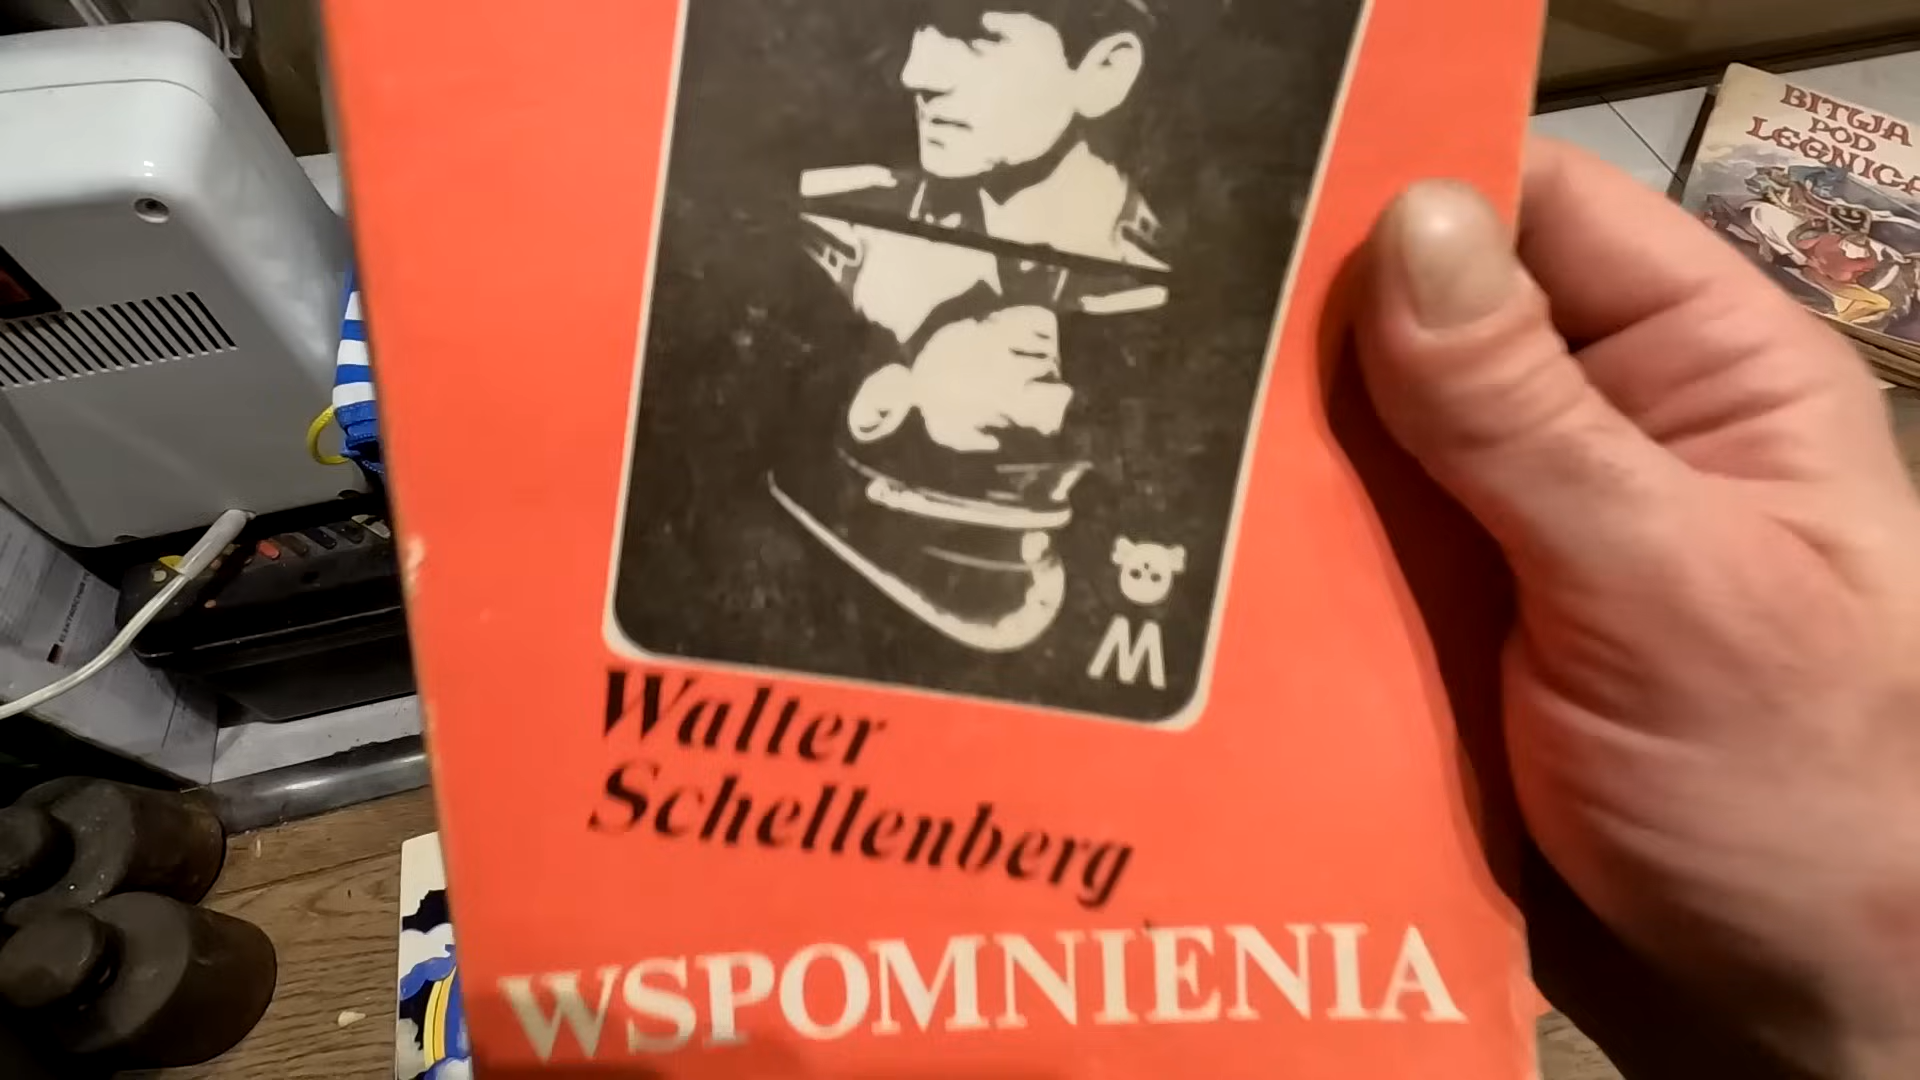 Walter
Schellenberg
WSPOMNIENIA
BITWA
POD
LEGNICĄ